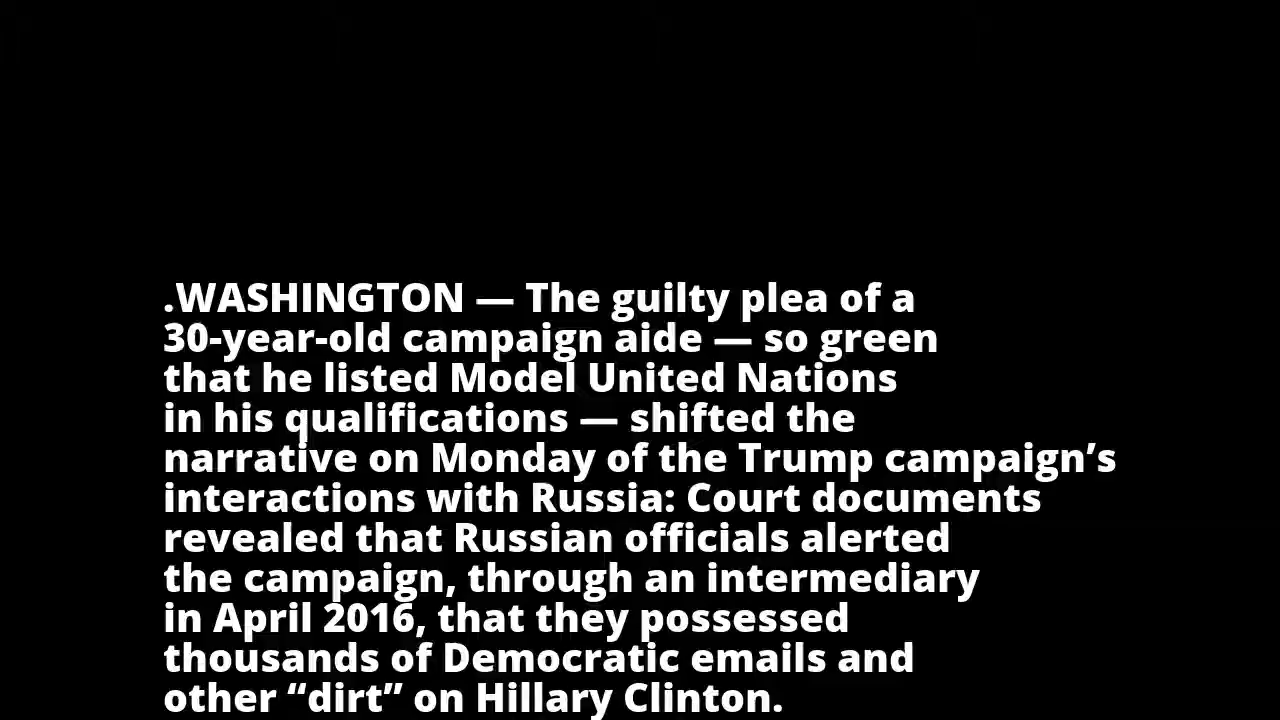 .WASHINGTON — The guilty plea of a
30-year-old campaign aide — so green
that he listed Model United Nations
in his qualifications — shifted the
narrative on Monday of the Trump campaign’s
interactions with Russia: Court documents
revealed that Russian officials alerted
the campaign, through an intermediary
in April 2016, that they possessed
thousands of Democratic emails and
other “dirt” on Hillary Clinton.